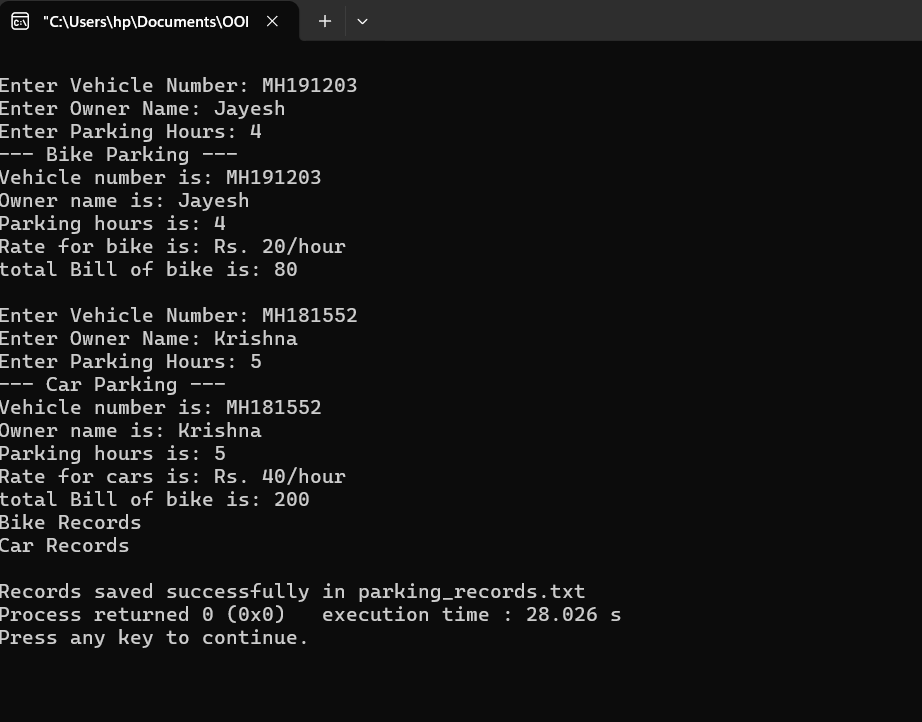 "C:\Users\hp\Documents\OOI
Enter Vehicle Number: MH191203
Enter Owner Name: Jayesh
Enter Parking Hours: 4
--- Bike Parking ---
Vehicle number is: MH191203
Owner name is: Jayesh
Parking hours is: 4
Rate for bike is: Rs. 20/hour
total Bill of bike is: 80
Enter Vehicle Number: MH181552
Enter Owner Name: Krishna
Enter Parking Hours: 5
--- Car Parking ---
Vehicle number is: MH181552
Owner name is: Krishna
Parking hours is: 5
Rate for cars is: Rs. 40/hour
total Bill of bike is: 200
Bike Records
Car Records
Records saved successfully in parking_records.txt
Process returned 0 (0x0)   execution time : 28.026 s
Press any key to continue.